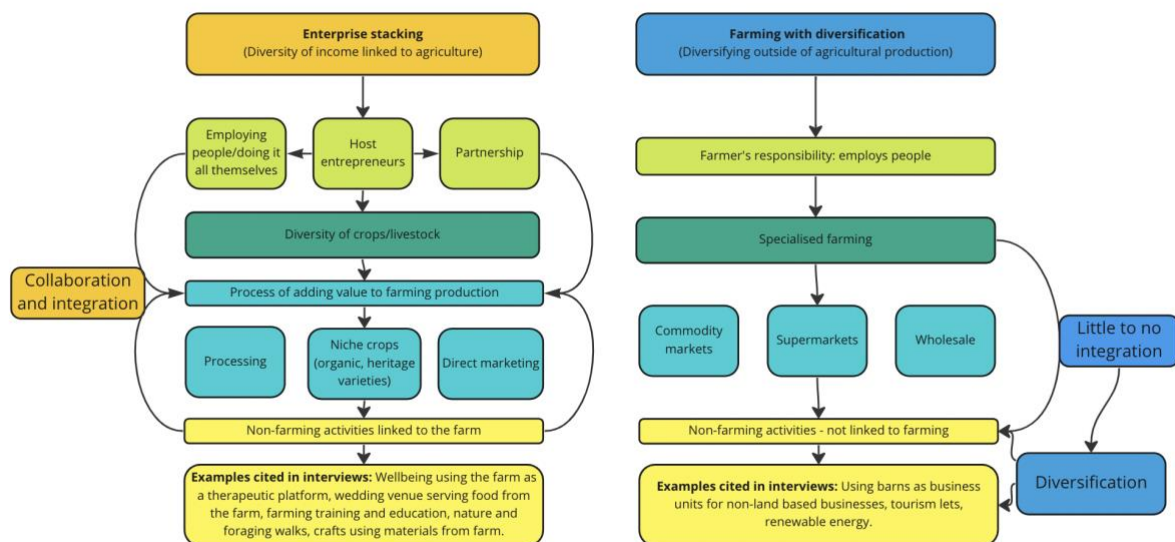 Enterprise stacking
(Diversity of income linked to agriculture)
Employing
people/doing it
all themselves
Host
entrepreneurs
Partnership
Diversity of crops/livestock
Collaboration
and integration
Process of adding value to farming production
Processing
Niche crops
(organic, heritage
varieties)
Direct marketing
Non-farming activities linked to the farm
Examples cited in interviews: Wellbeing using the farm as
a therapeutic platform, wedding venue serving food from
the farm, farming training and education, nature and
foraging walks, crafts using materials from farm.
Farming with diversification
(Diversifying outside of agricultural production)
Farmer's responsibility: employs people
Specialised farming
Commodity
markets
Supermarkets
Wholesale
Little to no
integration
Non-farming activities - not linked to farming
Examples cited in interviews: Using barns as business
units for non-land based businesses, tourism lets,
renewable energy.
Diversification